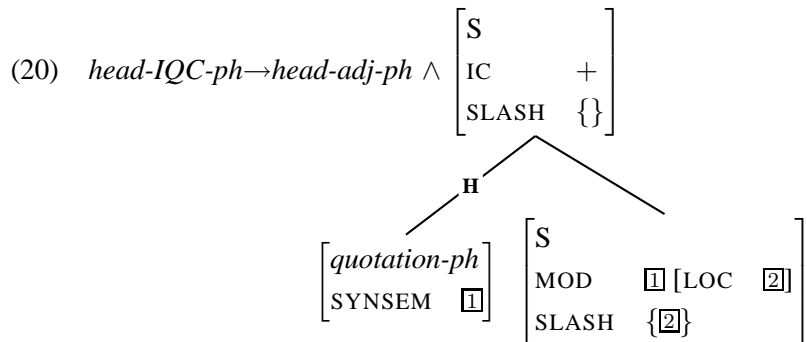 S
(20) head-IQC-ph→head-adj-ph ∧ IC +
SLASH {}
H
quotation-ph S
SYNSEM 1 MOD 1 [LOC 2]
SLASH {2}